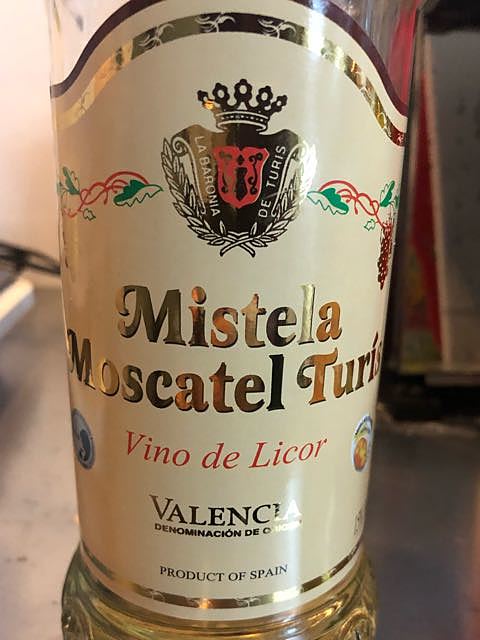 LA BARONIA
DE TURIS
Mistela
Moscatel Turís
Vino de Licor
VALENCIA
DENOMINACIÓN DE ORIGEN
PRODUCT OF SPAIN